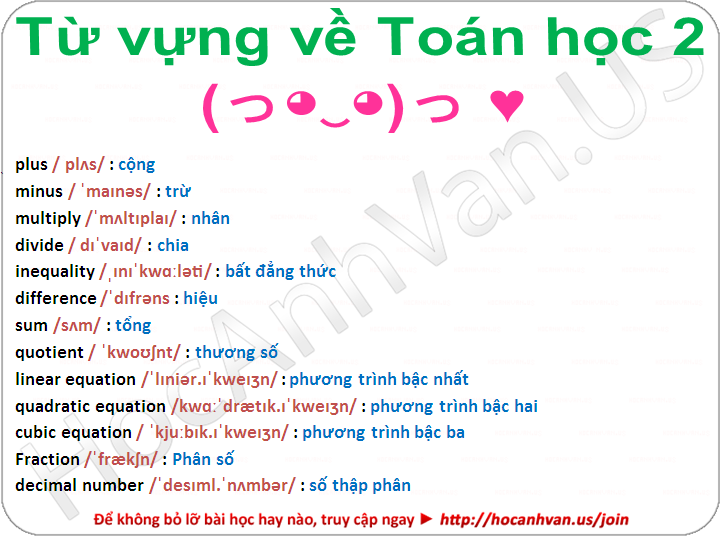 Từ vựng về Toán học 2
(っ◕‿◕)っ ♥
plus / plʌs/ : cộng
minus / ˈmaɪnəs/ : trừ
multiply /ˈmʌltɪplaɪ/ : nhân
divide / dɪˈvaɪd/ : chia
inequality /ˌɪnɪˈkwɑːləti/ : bất đẳng thức
difference /ˈdɪfrəns : hiệu
sum /sʌm/ : tổng
quotient / ˈkwoʊʃnt/ : thương số
linear equation /ˈlɪniər.ɪˈkweɪʒn/ : phương trình bậc nhất
quadratic equation /kwɑːˈdrætɪk.ɪˈkweɪʒn/ : phương trình bậc hai
cubic equation / ˈkjuːbɪk.ɪˈkweɪʒn/ : phương trình bậc ba
Fraction /ˈfrækʃn/ : Phân số
decimal number /ˈdesɪml.ˈnʌmbər/ : số thập phân
Để không bỏ lỡ bài học hay nào, truy cập ngay ► http://hocanhvan.us/join
HocAnhVan.US